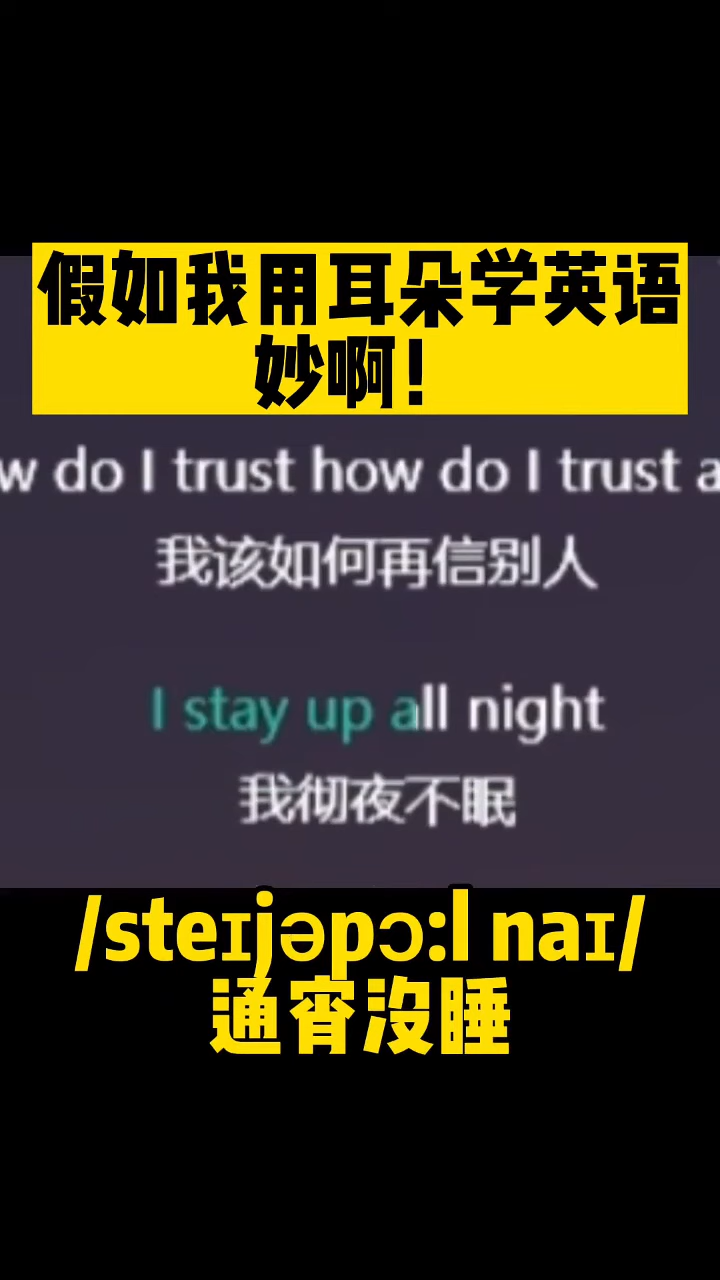 假如我用耳朵学英语
妙啊！
w do I trust how do I trust a
我该如何再信别人
I stay up all night
我彻夜不眠
/steɪjəpɔ:l naɪ/
通宵没睡